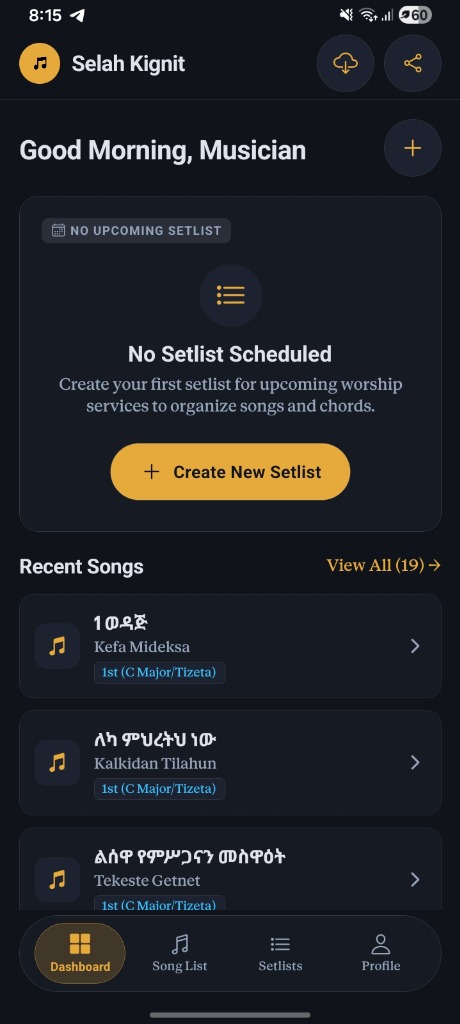 8:15
60
Selah Kignit
Good Morning, Musician
NO UPCOMING SETLIST
No Setlist Scheduled
Create your first setlist for upcoming worship
services to organize songs and chords.
+ Create New Setlist
Recent Songs
View All (19) →
1 ወዳጅ
Kefa Mideksa
1st (C Major/Tizeta)
ለካ ምህረትህ ነው
Kalkidan Tilahun
1st (C Major/Tizeta)
ልሰዋ የምሥጋናን መስዋዕት
Tekeste Getnet
1st (C Major/Tizeta)
Dashboard
Song List
Setlists
Profile